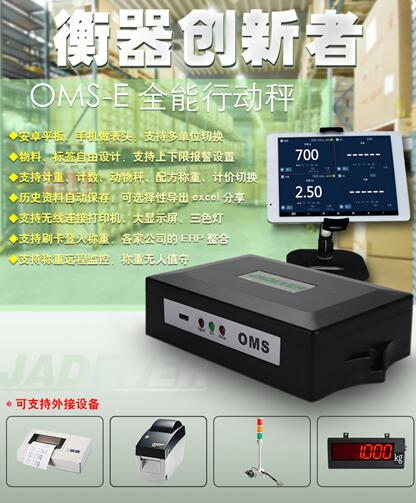 衡器创新者
OMS-E 全能行动秤
◆安卓平板、手机做表头、支持多单位切换
◆物料、标签自由设计、支持上下限报警设置
◆支持计重、计数、动物秤、配方称重、计价切换
◆历史资料自动保存,可选择性导出 excel 分享
◆支持无线连接打印机、大显示屏、三色灯
◆支持刷卡登入称重、各家公司的 ERP 整合
◆支持称重远程监控、称重无人值守
700
2.50
JADEVER
OMS
JADEVER
* 可支持外接设备
1.000
kg